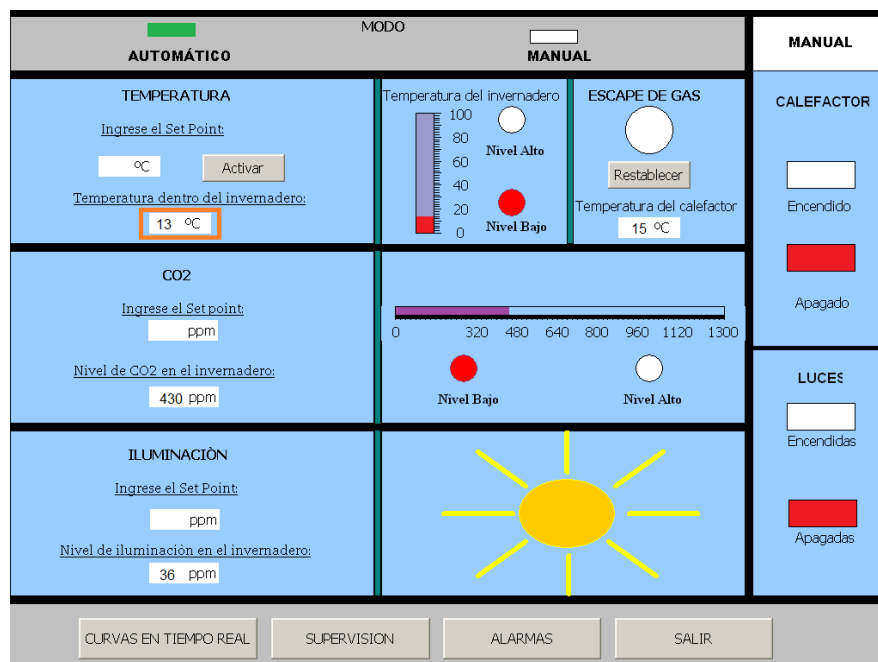 MODO
AUTOMÁTICO
MANUAL
MANUAL
TEMPERATURA
Ingrese el Set Point:
ºC
Activar
Temperatura dentro del invernadero:
13 ºC
Temperatura del invernadero
100
80
60
40
20
0
Nivel Alto
Nivel Bajo
ESCAPE DE GAS
Restablecer
Temperatura del calefactor
15 ºC
CALEFACTOR
Encendido
Apagado
CO2
Ingrese el Set point:
ppm
Nivel de CO2 en el invernadero:
430 ppm
0 320 480 640 800 960 1120 1300
Nivel Bajo
Nivel Alto
LUCES
Encendidas
Apagadas
ILUMINACIÒN
Ingrese el Set Point:
ppm
Nivel de iluminación en el invernadero:
36 ppm
CURVAS EN TIEMPO REAL
SUPERVISION
ALARMAS
SALIR